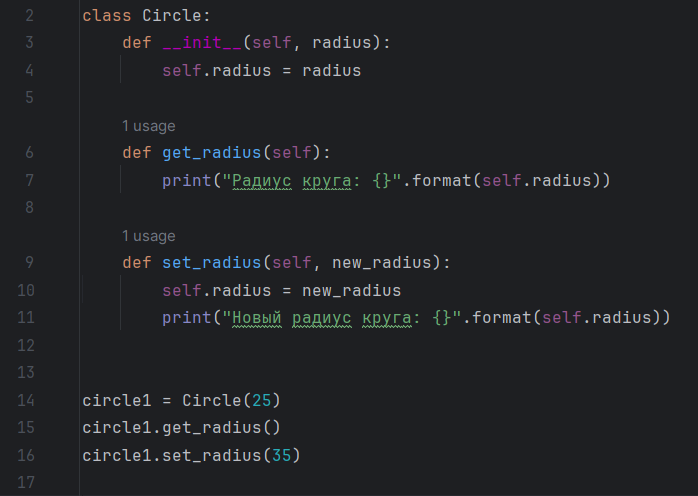 2 class Circle:
3 def __init__(self, radius):
4 self.radius = radius
5
1 usage
6 def get_radius(self):
7 print("Радиус круга: {}".format(self.radius))
8
1 usage
9 def set_radius(self, new_radius):
10 self.radius = new_radius
11 print("Новый радиус круга: {}".format(self.radius))
12
13
14 circle1 = Circle(25)
15 circle1.get_radius()
16 circle1.set_radius(35)
17